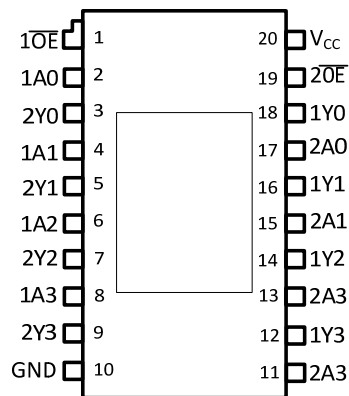 1O̅E̅ 1 20 VCC
1A0 2 19 2O̅E̅
2Y0 3 18 1Y0
1A1 4 17 2A0
2Y1 5 16 1Y1
1A2 6 15 2A1
2Y2 7 14 1Y2
1A3 8 13 2A3
2Y3 9 12 1Y3
GND 10 11 2A3